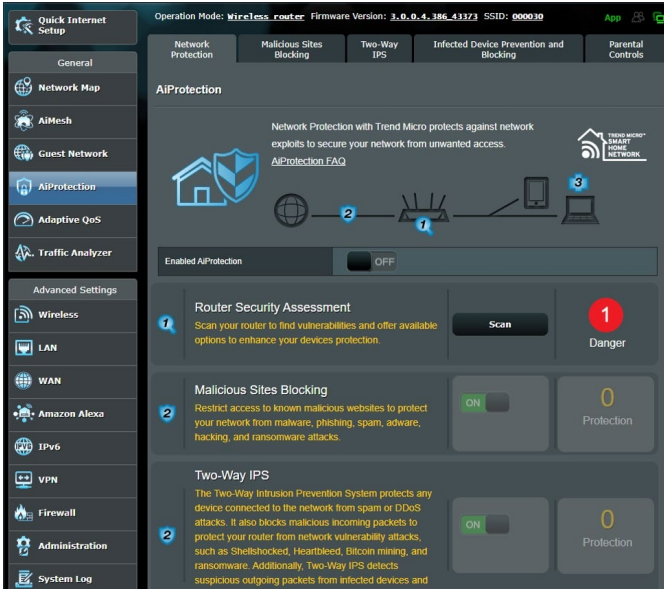 Quick Internet
Setup
Operation Mode: Wireless router Firmware Version: 3.0.0.4.386_43373 SSID: 000030
App
General
Network Map
AiMesh
Guest Network
AiProtection
Adaptive QoS
Traffic Analyzer
Advanced Settings
Wireless
LAN
WAN
Amazon Alexa
IPv6
VPN
Firewall
Administration
System Log
Network
Protection
Malicious Sites
Blocking
Two-Way
IPS
Infected Device Prevention and
Blocking
Parental
Controls
AiProtection
Network Protection with Trend Micro protects against network
exploits to secure your network from unwanted access.
AiProtection FAQ
TREND MICRO™
SMART
HOME
NETWORK
2
1
3
Enabled AiProtection
OFF
1
Router Security Assessment
Scan your router to find vulnerabilities and offer available
options to enhance your devices protection.
Scan
1
Danger
2
Malicious Sites Blocking
Restrict access to known malicious websites to protect
your network from malware, phishing, spam, adware,
hacking, and ransomware attacks.
ON
0
Protection
2
Two-Way IPS
The Two-Way Intrusion Prevention System protects any
device connected to the network from spam or DDoS
attacks. It also blocks malicious incoming packets to
protect your router from network vulnerability attacks,
such as Shellshocked, Heartbleed, Bitcoin mining, and
ransomware. Additionally, Two-Way IPS detects
suspicious outgoing packets from infected devices and
ON
0
Protection